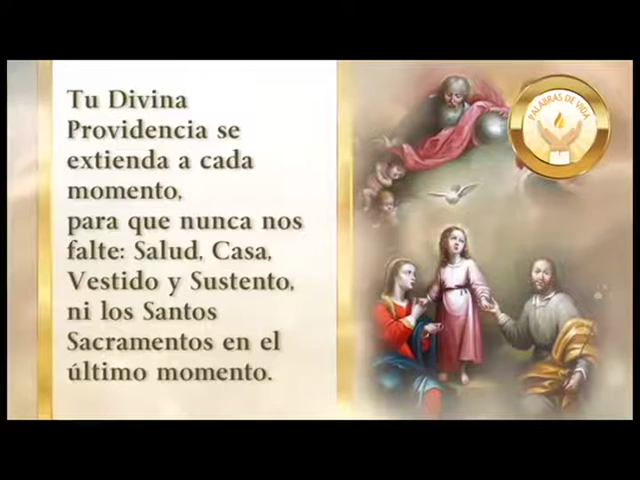 Tu Divina
Providencia se
extienda a cada
momento,
para que nunca nos
falte: Salud, Casa,
Vestido y Sustento,
ni los Santos
Sacramentos en el
último momento.
PALABRAS DE VIDA